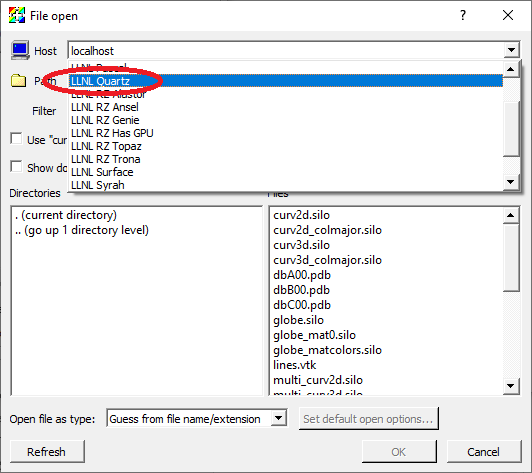 File open
?
Host
localhost
LLNL Pascal
Path
LLNL Quartz
LLNL RZ Alastor
Filter
LLNL RZ Ansel
LLNL RZ Genie
Use "cur
LLNL RZ Topaz
LLNL RZ Has GPU
LLNL RZ Trona
Show do
LLNL Surface
LLNL Syrah
Directories
Files
. (current directory)
.. (go up 1 directory level)
curv2d.silo
curv2d_colmajor.silo
curv3d.silo
curv3d_colmajor.silo
dbA00.pdb
dbB00.pdb
dbC00.pdb
globe.silo
globe_mat0.silo
globe_matcolors.silo
lines.vtk
multi_curv2d.silo
multi_curv3d.silo
Open file as type:
Guess from file name/extension
Set default open options...
Refresh
OK
Cancel